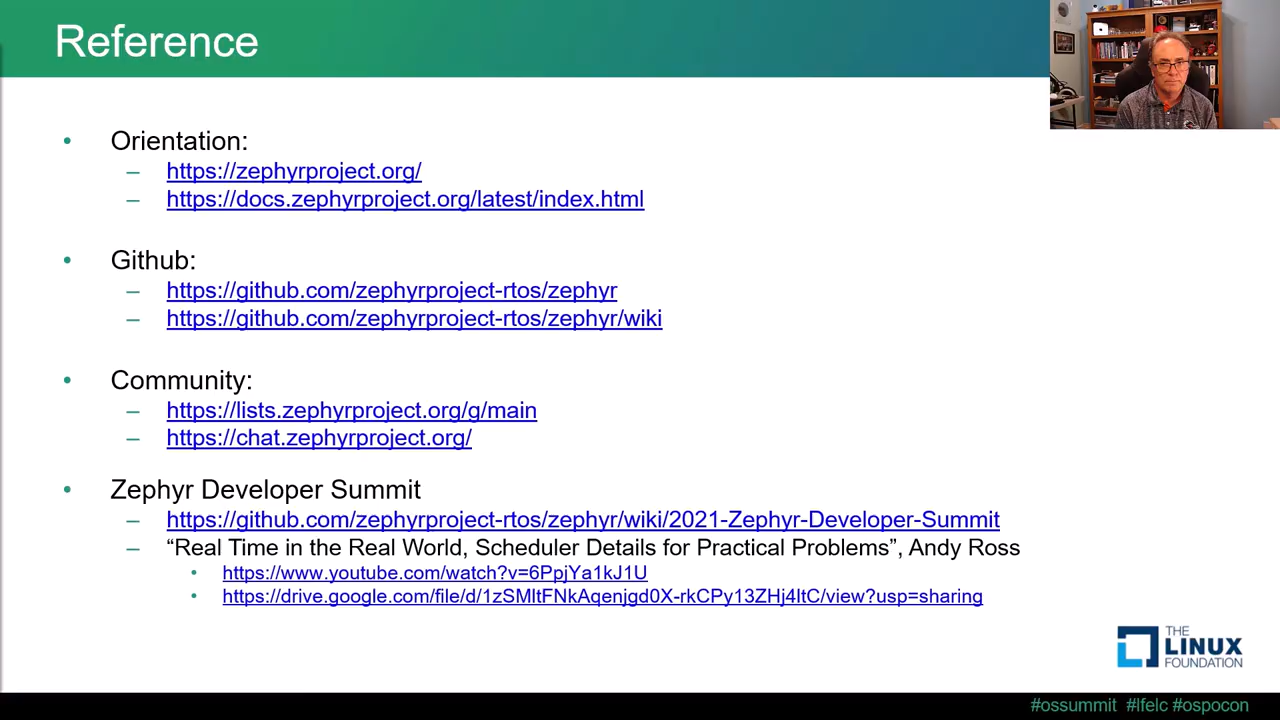 Reference
• Orientation:
– https://zephyrproject.org/
– https://docs.zephyrproject.org/latest/index.html
• Github:
– https://github.com/zephyrproject-rtos/zephyr
– https://github.com/zephyrproject-rtos/zephyr/wiki
• Community:
– https://lists.zephyrproject.org/g/main
– https://chat.zephyrproject.org/
• Zephyr Developer Summit
– https://github.com/zephyrproject-rtos/zephyr/wiki/2021-Zephyr-Developer-Summit
– “Real Time in the Real World, Scheduler Details for Practical Problems”, Andy Ross
• https://www.youtube.com/watch?v=6PpjYa1kJ1U
• https://drive.google.com/file/d/1zSMltFNkAqenjgd0X-rkCPy13ZHj4ltC/view?usp=sharing
THE
LINUX
FOUNDATION
#ossummit #lfelc #ospocon